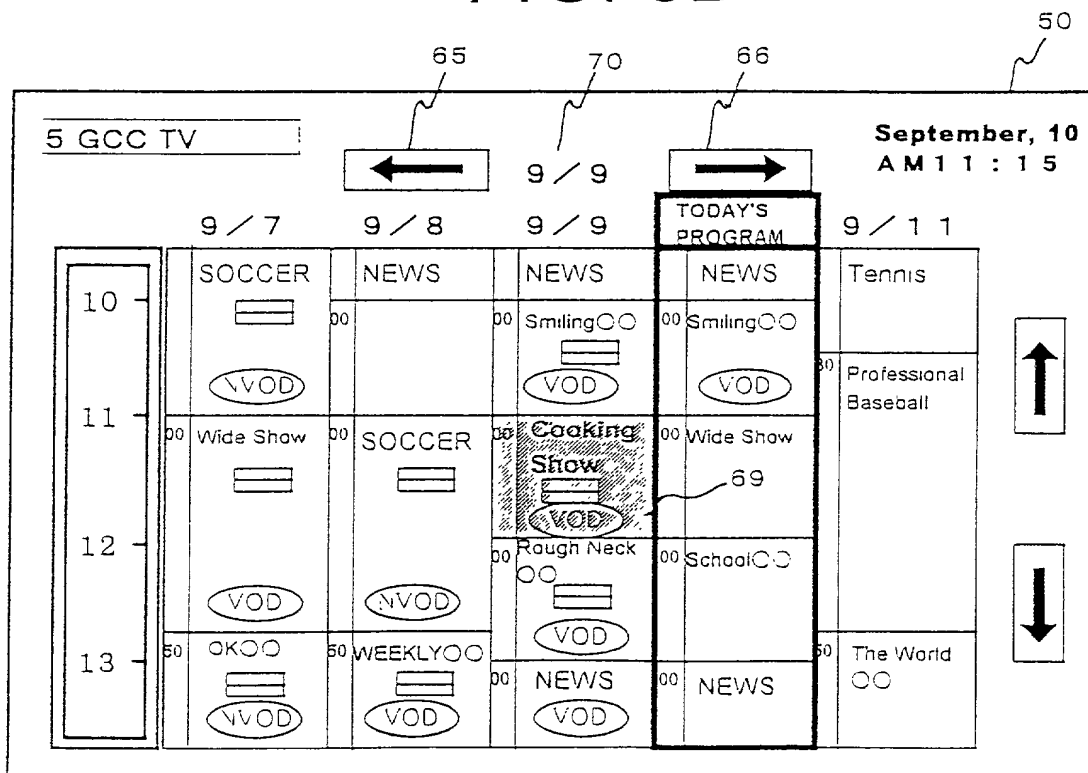 50
65 70 66
5 GCC TV
September, 10
AM11:15
9/9
9/7 9/8 9/9 TODAY'S PROGRAM 9/11
10
11
12
13
SOCCER
NVOD
00 Wide Show
VOD
50 OK○○
NVOD
NEWS
00
00 SOCCER
NVOD
50 WEEKLY○○
VOD
NEWS
00 Smiling○○
VOD
Cooking
Show
VOD
69
00 Rough Neck
○○
VOD
00 NEWS
VOD
NEWS
00 Smiling○○
VOD
00 Wide Show
00 School○○
00 NEWS
Tennis
Professional
Baseball
The World
○○